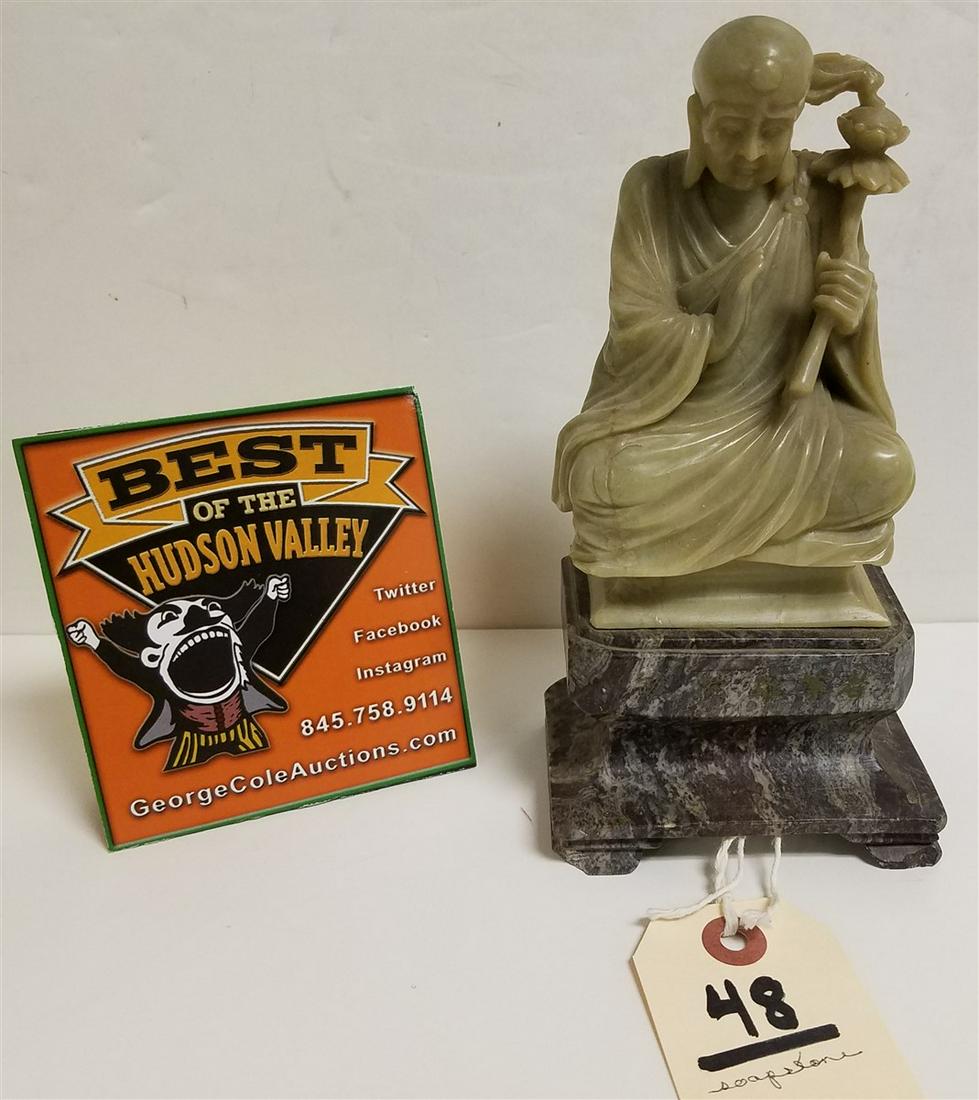 BEST
OF THE
HUDSON VALLEY
Twitter
Facebook
Instagram
845.758.9114
GeorgeColeAuctions.com
48
soapstone